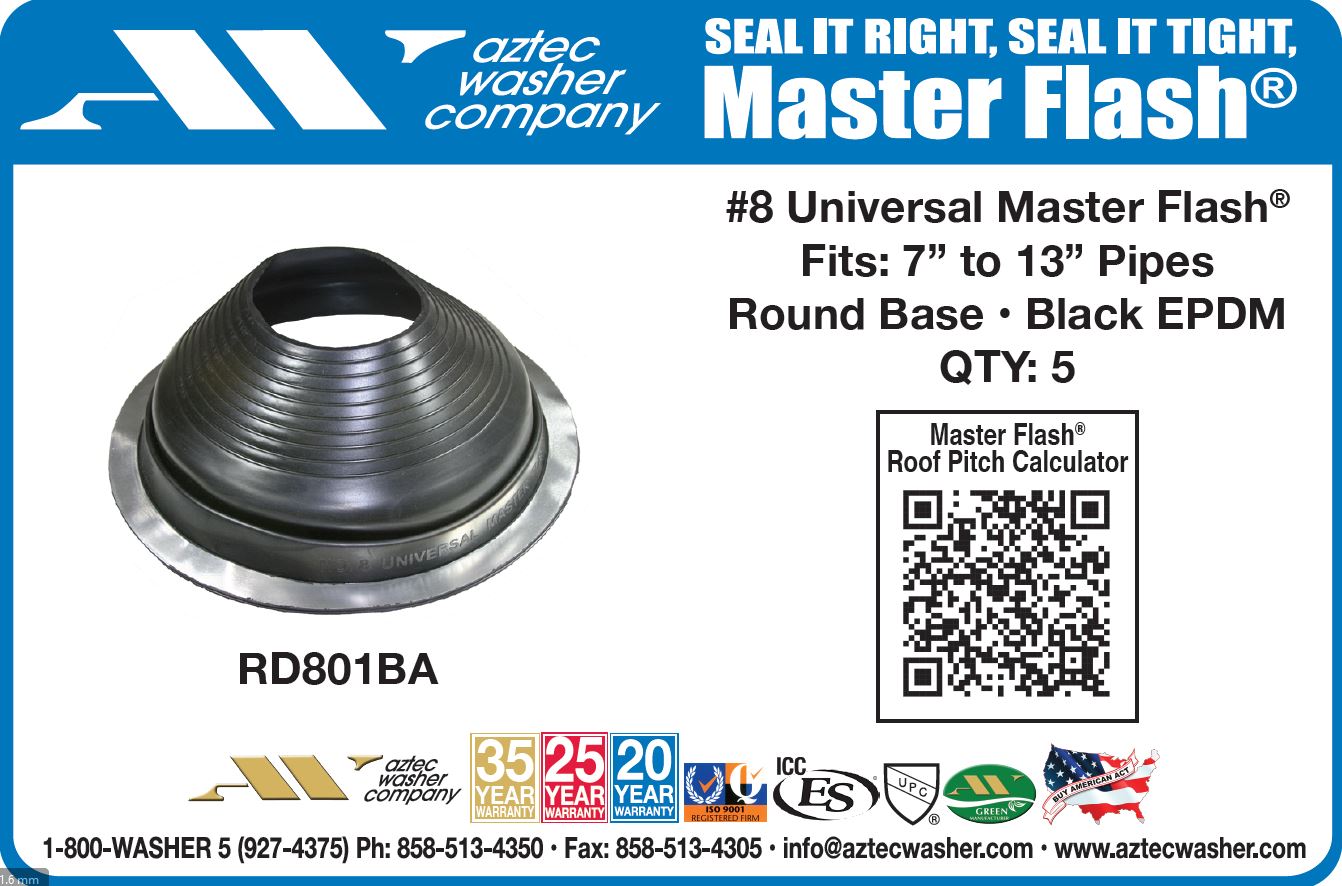 aztec
washer
company
SEAL IT RIGHT, SEAL IT TIGHT,
Master Flash®
#8 Universal Master Flash®
Fits: 7” to 13” Pipes
Round Base • Black EPDM
QTY: 5
Master Flash®
Roof Pitch Calculator
8 UNIVERSAL MASTER
RD801BA
aztec
washer
company
35
YEAR
WARRANTY
25
YEAR
WARRANTY
20
YEAR
WARRANTY
ISO 9001
REGISTERED FIRM
ICC
ES®
UPC®
GREEN
MANUFACTURER
BUY AMERICAN ACT
1-800-WASHER 5 (927-4375) Ph: 858-513-4350 • Fax: 858-513-4305 • info@aztecwasher.com • www.aztecwasher.com
1.6 mm